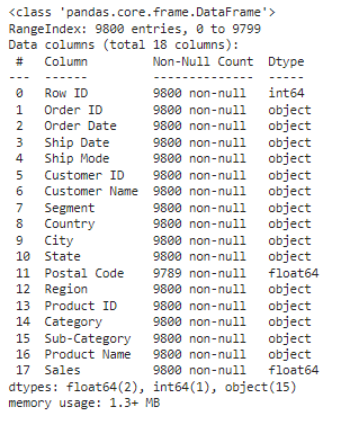 <class 'pandas.core.frame.DataFrame'>
RangeIndex: 9800 entries, 0 to 9799
Data columns (total 18 columns):
 #   Column         Non-Null Count  Dtype
---  ------         --------------  -----
 0   Row ID         9800 non-null   int64
 1   Order ID       9800 non-null   object
 2   Order Date     9800 non-null   object
 3   Ship Date      9800 non-null   object
 4   Ship Mode      9800 non-null   object
 5   Customer ID    9800 non-null   object
 6   Customer Name  9800 non-null   object
 7   Segment        9800 non-null   object
 8   Country        9800 non-null   object
 9   City           9800 non-null   object
 10  State          9800 non-null   object
 11  Postal Code    9789 non-null   float64
 12  Region         9800 non-null   object
 13  Product ID     9800 non-null   object
 14  Category       9800 non-null   object
 15  Sub-Category   9800 non-null   object
 16  Product Name   9800 non-null   object
 17  Sales          9800 non-null   float64
dtypes: float64(2), int64(1), object(15)
memory usage: 1.3+ MB